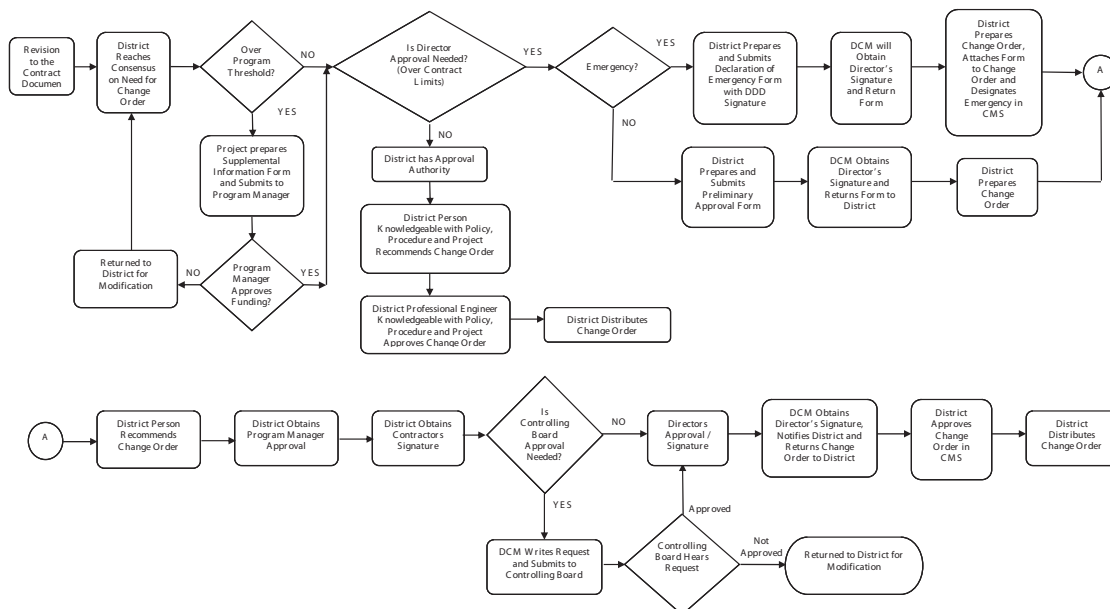 Revision
to the
Contract
Documen
District
Reaches
Consensus
on Need for
Change
Order
Over
Program
Threshold?
NO
YES
Project prepares
Supplemental
Information Form
and Submits to
Program Manager
Program
Manager
Approves
Funding?
NO
YES
Returned to
District for
Modification
Is Director
Approval Needed?
(Over Contract
Limits)
YES
NO
District has Approval
Authority
District Person
Knowledgeable with Policy,
Procedure and Project
Recommends Change Order
District Professional Engineer
Knowledgeable with Policy,
Procedure and Project
Approves Change Order
District Distributes
Change Order
Emergency?
YES
NO
District Prepares
and Submits
Declaration of
Emergency Form
with DDD
Signature
DCM will
Obtain
Director's
Signature
and Return
Form
District
Prepares
Change Order,
Attaches Form
to Change
Order and
Designates
Emergency in
CMS
A
District
Prepares and
Submits
Preliminary
Approval Form
DCM Obtains
Director's
Signature and
Returns Form to
District
District
Prepares
Change
Order
A
District Person
Recommends
Change Order
District Obtains
Program Manager
Approval
District Obtains
Contractors
Signature
Is
Controlling
Board
Approval
Needed?
NO
YES
Directors
Approval /
Signature
DCM Obtains
Director's Signature,
Notifies District and
Returns Change
Order to District
District
Approves
Change
Order in
CMS
District
Distributes
Change Order
DCM Writes Request
and Submits to
Controlling Board
Controlling
Board Hears
Request
Approved
Not
Approved
Returned to District for
Modification